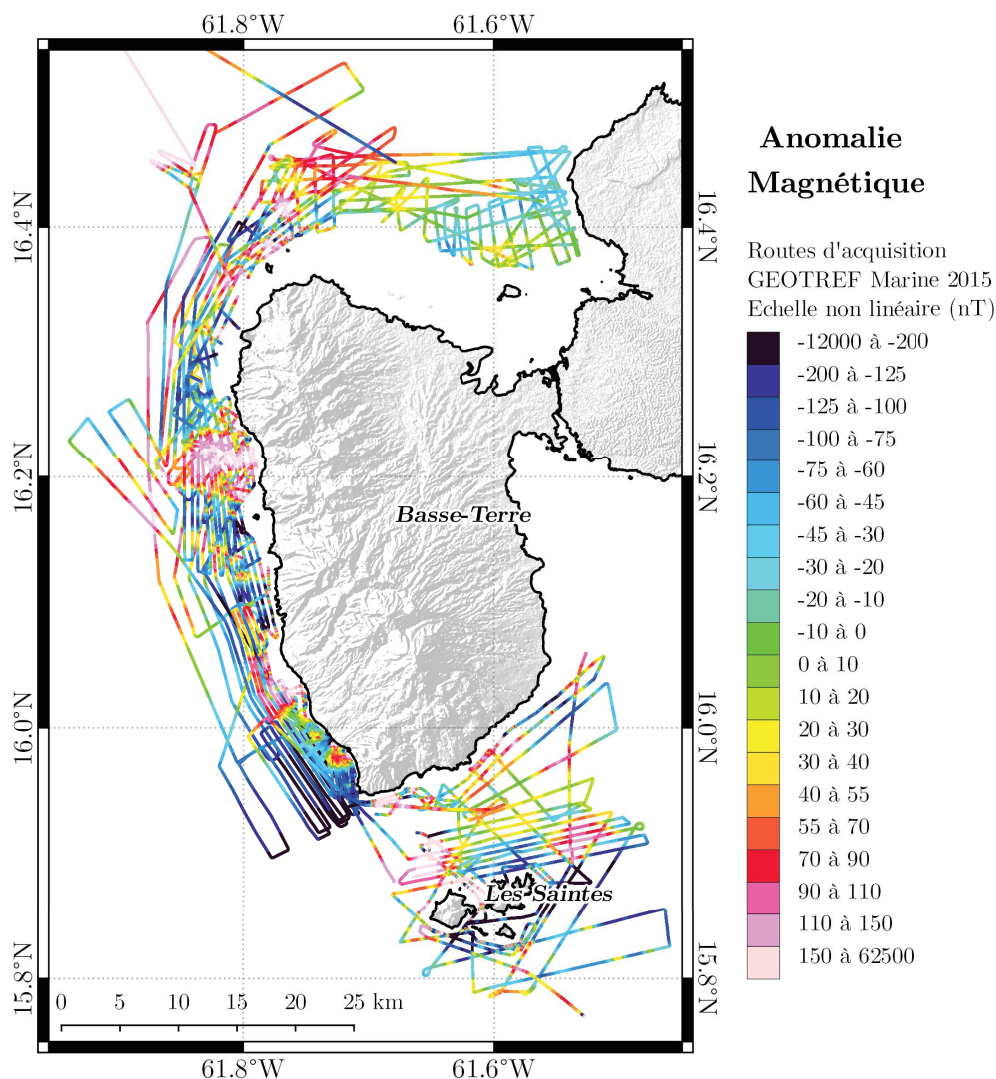 61.8°W
61.6°W
16.4°N
16.4°N
16.2°N
16.2°N
16.0°N
16.0°N
15.8°N
15.8°N
Basse-Terre
Les Saintes
0 5 10 15 20 25 km
61.8°W
61.6°W
Anomalie
Magnétique
Routes d'acquisition
GEOTREF Marine 2015
Echelle non linéaire (nT)
-12000 à -200
-200 à -125
-125 à -100
-100 à -75
-75 à -60
-60 à -45
-45 à -30
-30 à -20
-20 à -10
-10 à 0
0 à 10
10 à 20
20 à 30
30 à 40
40 à 55
55 à 70
70 à 90
90 à 110
110 à 150
150 à 62500